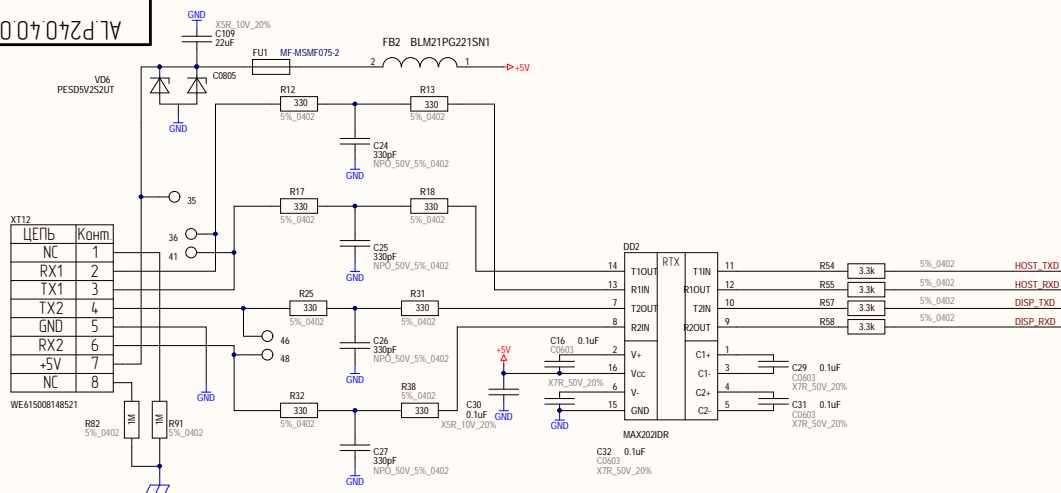 AL.P240.40.0.0
GND
X5R_10V_20%
C109
22uF
FU1 MF-MSMF075-2
FB2 BLM21PG221SN1
2 1
+5V
VD6
PESD5V2S2UT
C0805
GND
R12
330
5%_0402
R13
330
5%_0402
C24
330pF
NPO_50V_5%_0402
GND
35
R17
330
5%_0402
R18
330
5%_0402
36
41
C25
330pF
NPO_50V_5%_0402
GND
XT12
ЦЕПЬ Конт.
NC 1
RX1 2
TX1 3
TX2 4
GND 5
RX2 6
+5V 7
NC 8
WE615008148521
R25
330
5%_0402
R31
330
5%_0402
46
48
C26
330pF
NPO_50V_5%_0402
GND
GND
R32
330
5%_0402
R38
5%_0402
330
C27
330pF
NPO_50V_5%_0402
GND
R82
5%_0402
1M
1M
R91
5%_0402
+5V
C16 0.1uF
C0603
X7R_50V_20%
C30
0.1uF
X5R_10V_20%
GND
GND
C32 0.1uF
C0603
X7R_50V_20%
DD2
RTX
14 T1OUT T1IN 11
13 R1IN R1OUT 12
7 T2OUT T2IN 10
8 R2IN R2OUT 9
2 V+ C1+ 1
16 Vcc C1- 3
6 V- C2+ 4
15 GND C2- 5
MAX202IDR
C29 0.1uF
C0603
X7R_50V_20%
C31 0.1uF
C0603
X7R_50V_20%
R54 3.3k 5%_0402 HOST_TXD
R55 3.3k 5%_0402 HOST_RXD
R57 3.3k 5%_0402 DISP_TXD
R58 3.3k 5%_0402 DISP_RXD